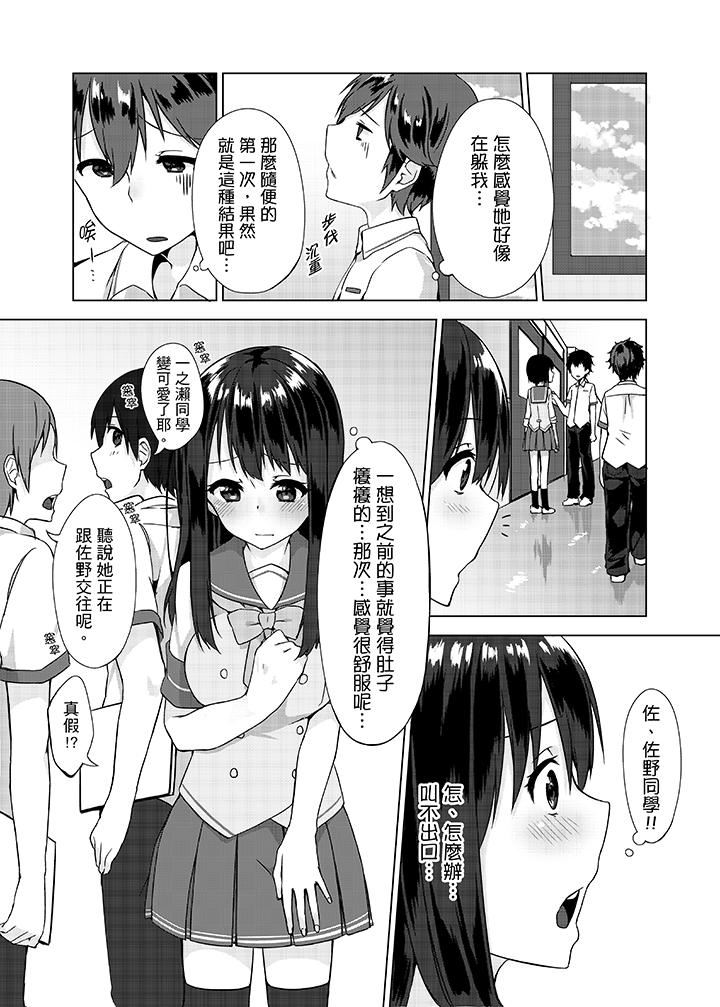 怎麼感覺她好像
在躲我…
步伐
沉重
那麼隨便的
第一次,果然
就是這種結果吧…
唉—…
佐、佐野同學!!
怎、怎麼辦…
叫不出口…
一想到之前的事就覺得肚子
癢癢的…那次…感覺很舒服呢…
窸窣
一之瀨同學
變可愛了耶。
窸窣
窸窣
聽說她正在
跟佐野交往呢。
窸窣
真假!?